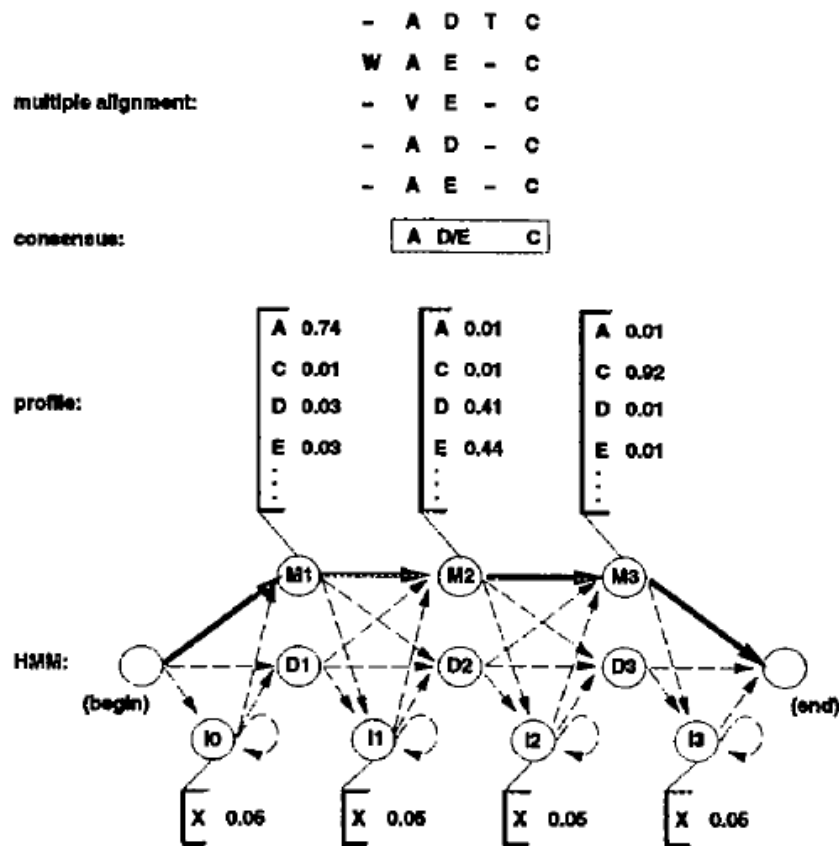 - A D T C
W A E - C
multiple alignment: - V E - C
- A D - C
- A E - C
consensus: A D/E C
A 0.74 A 0.01 A 0.01
C 0.01 C 0.01 C 0.92
profile: D 0.03 D 0.41 D 0.01
E 0.03 E 0.44 E 0.01
M1 M2 M3
HMM: D1 D2 D3
(begin) (end)
I0 I1 I2 I3
X 0.05 X 0.05 X 0.05 X 0.05